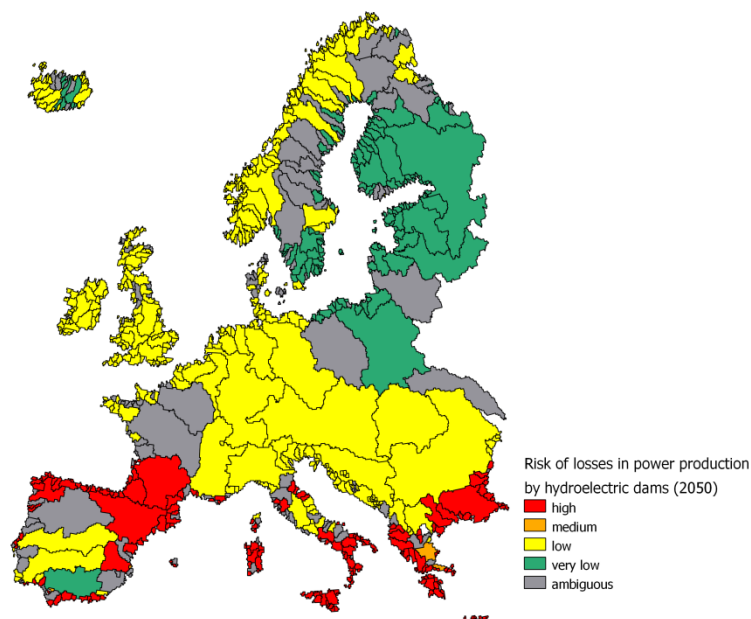 Risk of losses in power production
by hydroelectric dams (2050)
high
medium
low
very low
ambiguous